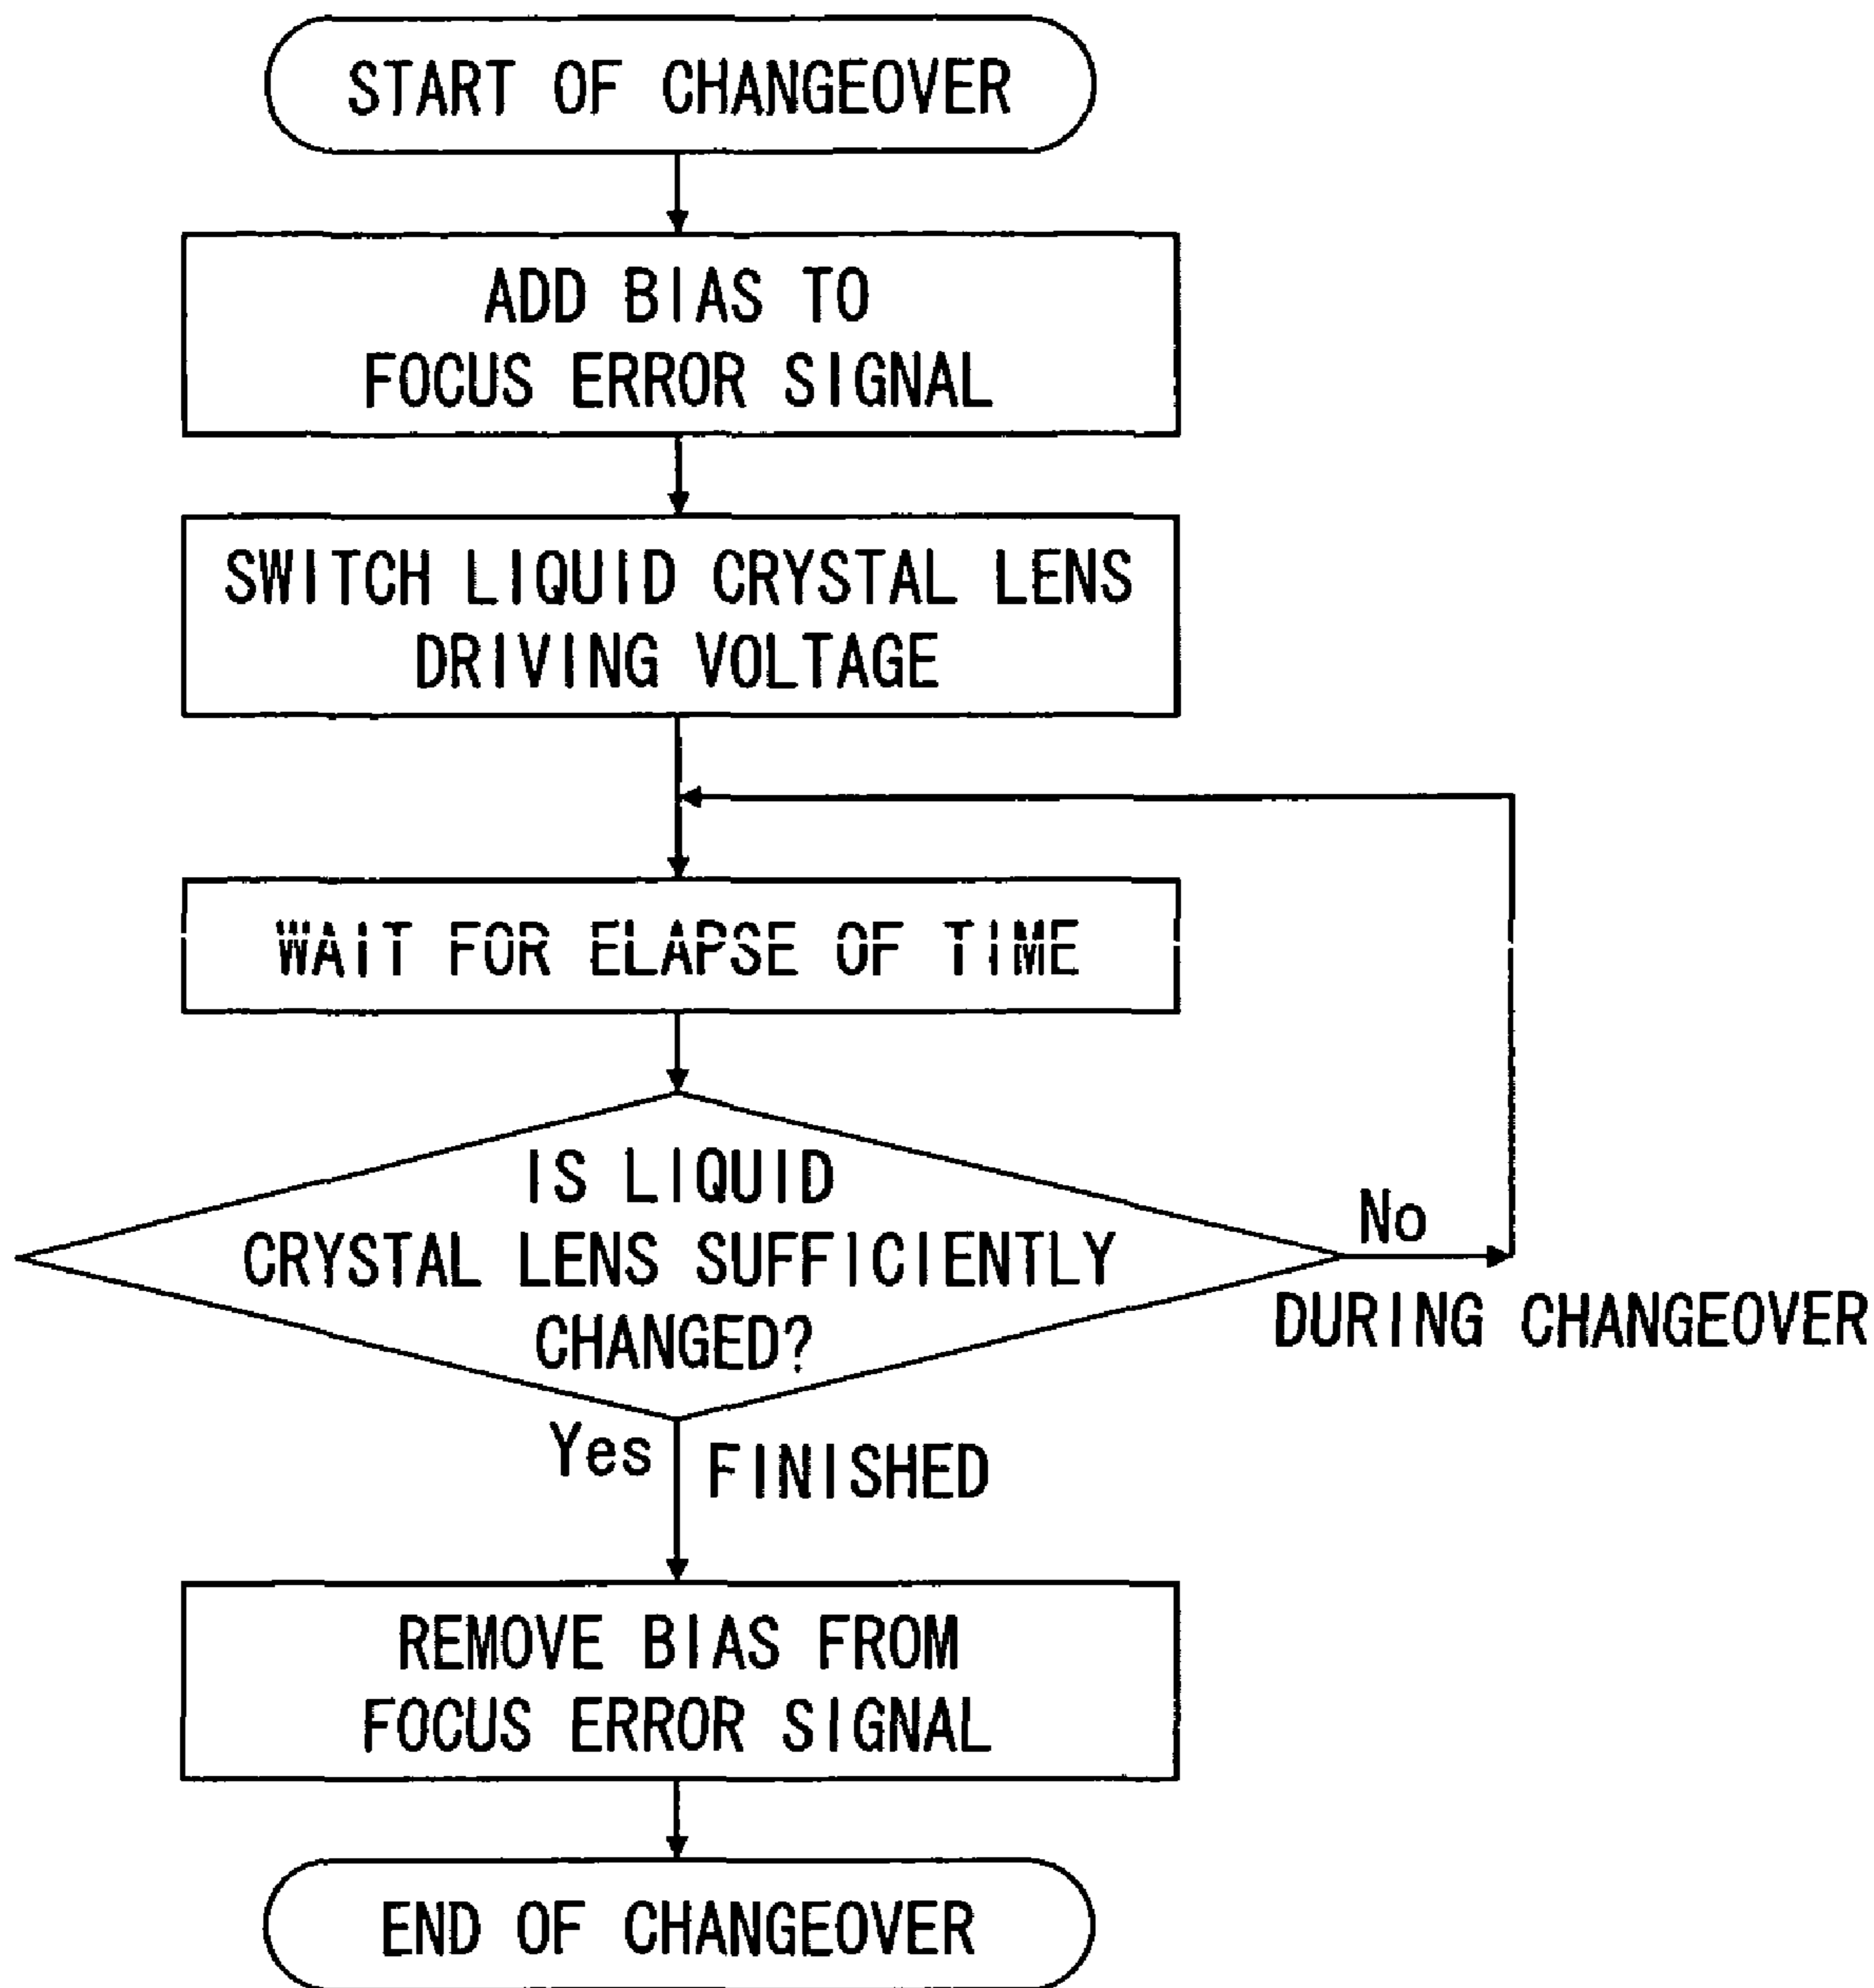 START OF CHANGEOVER
ADD BIAS TO
FOCUS ERROR SIGNAL
SWITCH LIQUID CRYSTAL LENS
DRIVING VOLTAGE
WAIT FOR ELAPSE OF TIME
IS LIQUID
CRYSTAL LENS SUFFICIENTLY
CHANGED?
No
DURING CHANGEOVER
Yes
FINISHED
REMOVE BIAS FROM
FOCUS ERROR SIGNAL
END OF CHANGEOVER